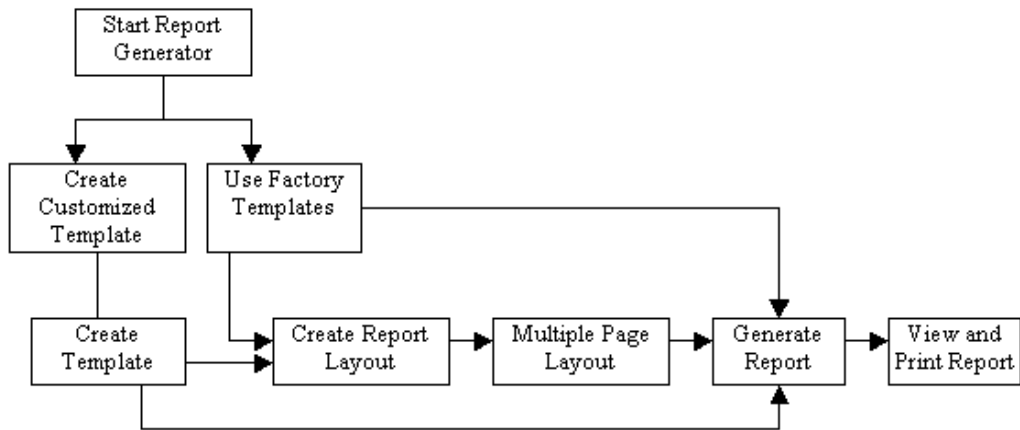 Start Report
Generator
Create
Customized
Template
Use Factory
Templates
Create
Template
Create Report
Layout
Multiple Page
Layout
Generate
Report
View and
Print Report